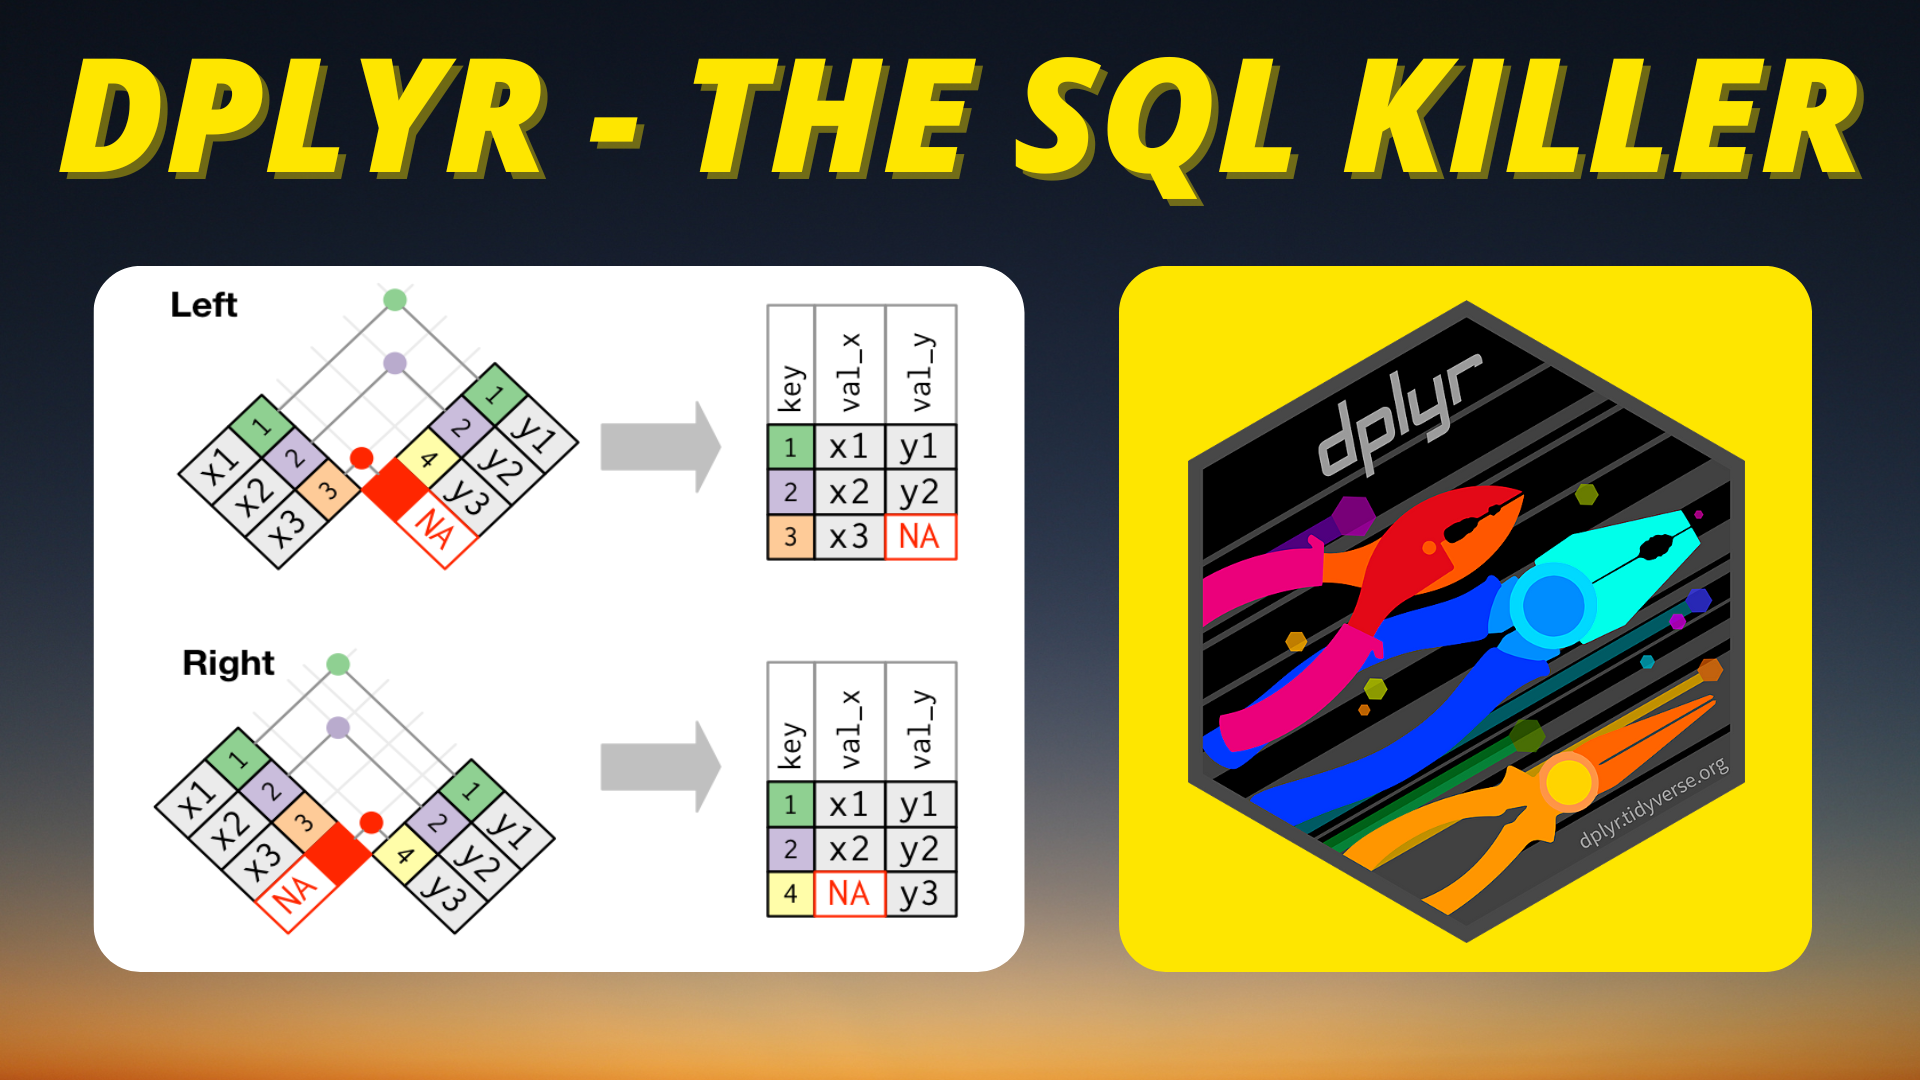 DPLYR - THE SQL KILLER
Left
1
2
3
x1
x2
x3
1
2
4
y1
y2
y3
NA
key val_x val_y
1 x1 y1
2 x2 y2
3 x3 NA
Right
1
2
3
x1
x2
x3
NA
1
2
4
y1
y2
y3
key val_x val_y
1 x1 y1
2 x2 y2
4 NA y3
dplyr
dplyr.tidyverse.org